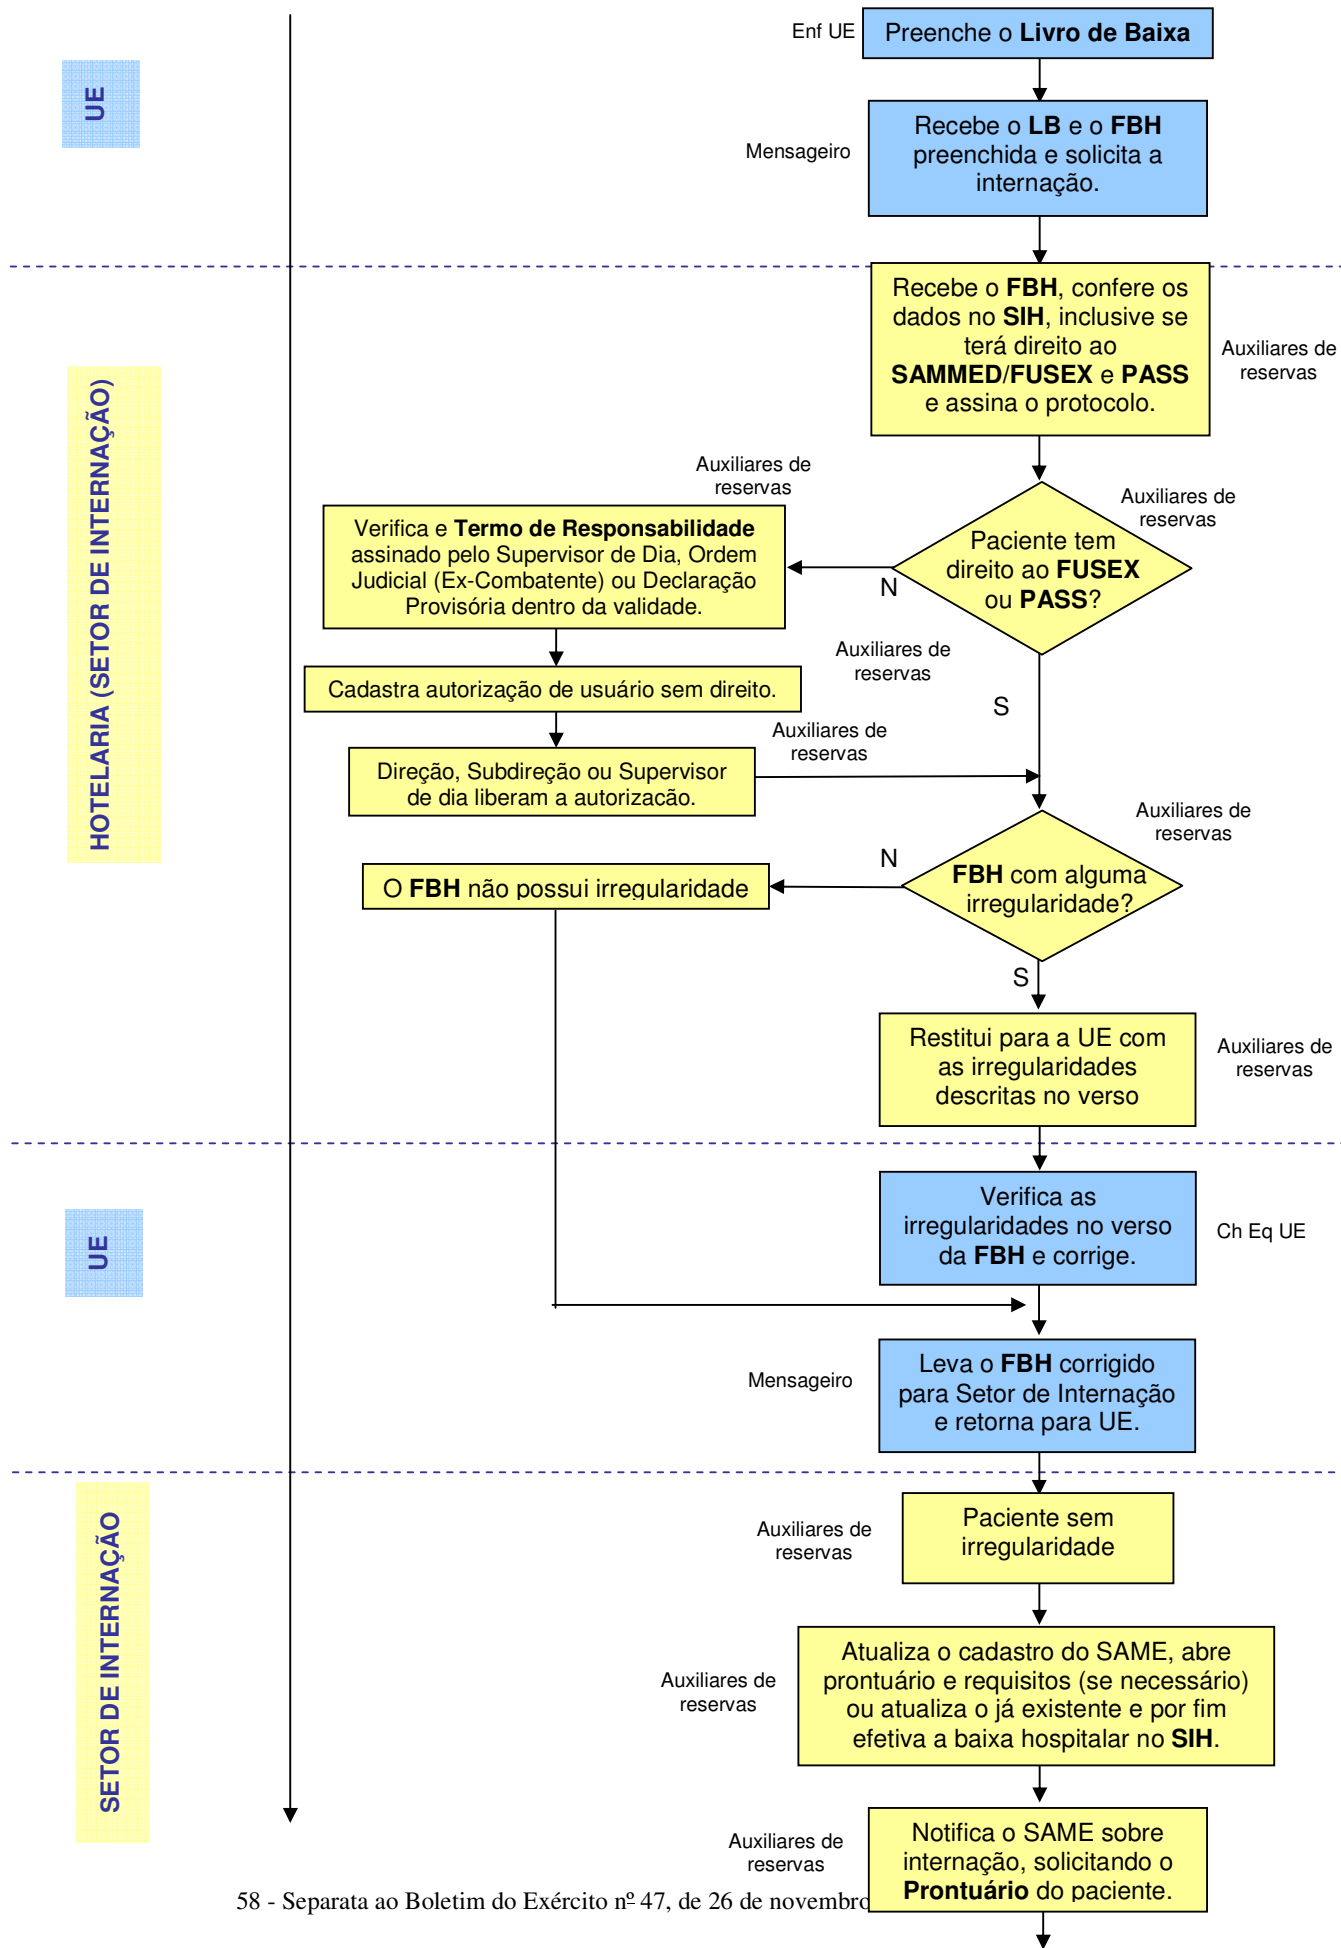 Enf UE
Preenche o Livro de Baixa
UE
Recebe o LB e o FBH
preenchida e solicita a
internação.
Mensageiro
Recebe o FBH, confere os
dados no SIH, inclusive se
terá direito ao
SAMMED/FUSEX e PASS
e assina o protocolo.
Auxiliares de
reservas
HOTELARIA (SETOR DE INTERNAÇÃO)
Auxiliares de
reservas
Auxiliares de
reservas
Paciente tem
direito ao FUSEX
ou PASS?
N
Verifica e Termo de Responsabilidade
assinado pelo Supervisor de Dia, Ordem
Judicial (Ex-Combatente) ou Declaração
Provisória dentro da validade.
Auxiliares de
reservas
Cadastra autorização de usuário sem direito.
S
Auxiliares de
reservas
Direção, Subdireção ou Supervisor
de dia liberam a autorizacão.
Auxiliares de
reservas
N
FBH com alguma
irregularidade?
O FBH não possui irregularidade
S
Restitui para a UE com
as irregularidades
descritas no verso
Auxiliares de
reservas
UE
Verifica as
irregularidades no verso
da FBH e corrige.
Ch Eq UE
Mensageiro
Leva o FBH corrigido
para Setor de Internação
e retorna para UE.
SETOR DE INTERNAÇÃO
Auxiliares de
reservas
Paciente sem
irregularidade
Auxiliares de
reservas
Atualiza o cadastro do SAME, abre
prontuário e requisitos (se necessário)
ou atualiza o já existente e por fim
efetiva a baixa hospitalar no SIH.
Auxiliares de
reservas
Notifica o SAME sobre
internação, solicitando o
Prontuário do paciente.
58 - Separata ao Boletim do Exército nº 47, de 26 de novembro